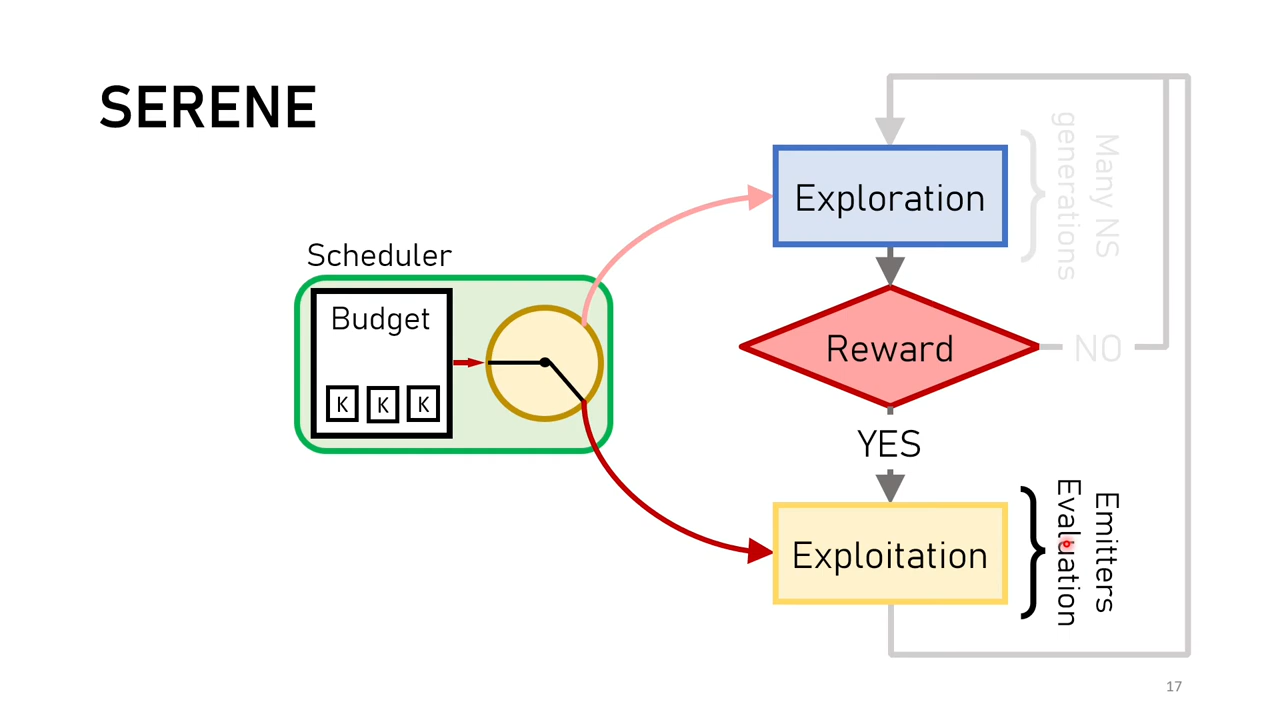 SERENE
Scheduler
Budget
K K K
Exploration
Many NS
generations
Reward
NO
YES
Exploitation
Emitters
Evaluation
17